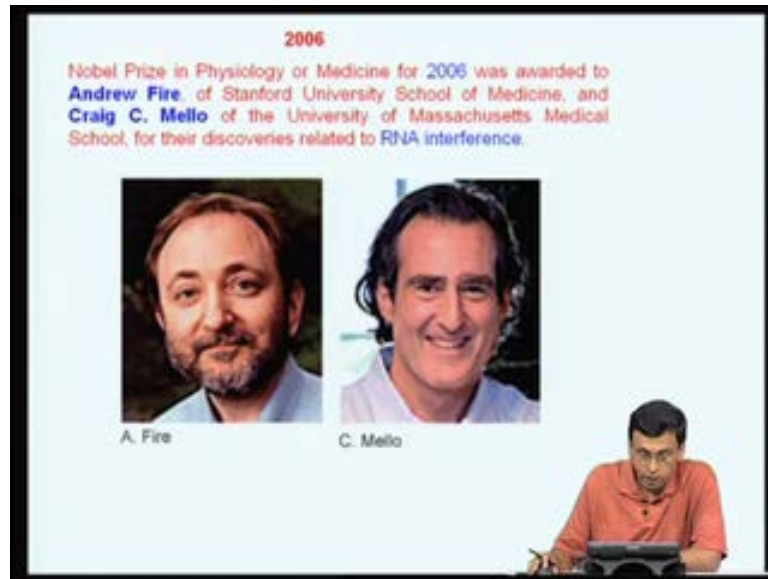 2006
Nobel Prize in Physiology or Medicine for 2006 was awarded to
Andrew Fire, of Stanford University School of Medicine, and
Craig C. Mello of the University of Massachusetts Medical
School, for their discoveries related to RNA interference.
A. Fire
C. Mello